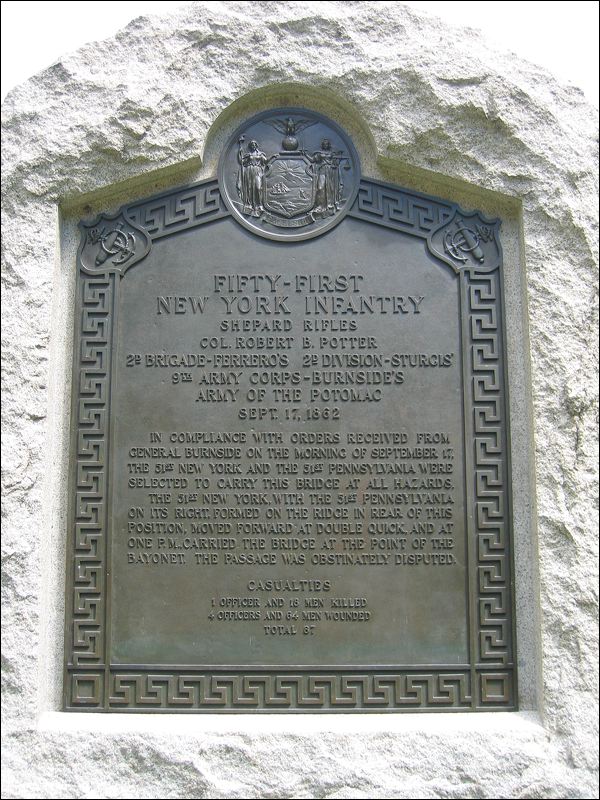 FIFTY-FIRST
NEW YORK INFANTRY
SHEPARD RIFLES
COL. ROBERT B. POTTER
2D BRIGADE-FERRERO'S 2D DIVISION-STURGIS'
9TH ARMY CORPS-BURNSIDE'S
ARMY OF THE POTOMAC
SEPT. 17, 1862
IN COMPLIANCE WITH ORDERS RECEIVED FROM
GENERAL BURNSIDE ON THE MORNING OF SEPTEMBER 17,
THE 51ST NEW YORK AND THE 51ST PENNSYLVANIA WERE
SELECTED TO CARRY THIS BRIDGE AT ALL HAZARDS.
THE 51ST NEW YORK, WITH THE 51ST PENNSYLVANIA
ON ITS RIGHT, FORMED ON THE RIDGE IN REAR OF THIS
POSITION, MOVED FORWARD AT DOUBLE QUICK, AND AT
ONE P.M., CARRIED THE BRIDGE AT THE POINT OF THE
BAYONET. THE PASSAGE WAS OBSTINATELY DISPUTED.
CASUALTIES
1 OFFICER AND 18 MEN KILLED
4 OFFICERS AND 64 MEN WOUNDED
TOTAL 87